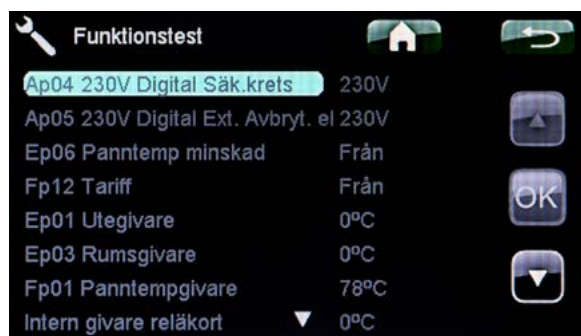 Funktionstest
Ap04 230V Digital Säk.krets 230V
Ap05 230V Digital Ext. Avbryt. el 230V
Ep06 Panntemp minskad Från
Fp12 Tariff Från
Ep01 Utegivare 0ºC
Ep03 Rumsgivare 0ºC
Fp01 Panntempgivare 78ºC
Intern givare reläkort 0ºC
OK